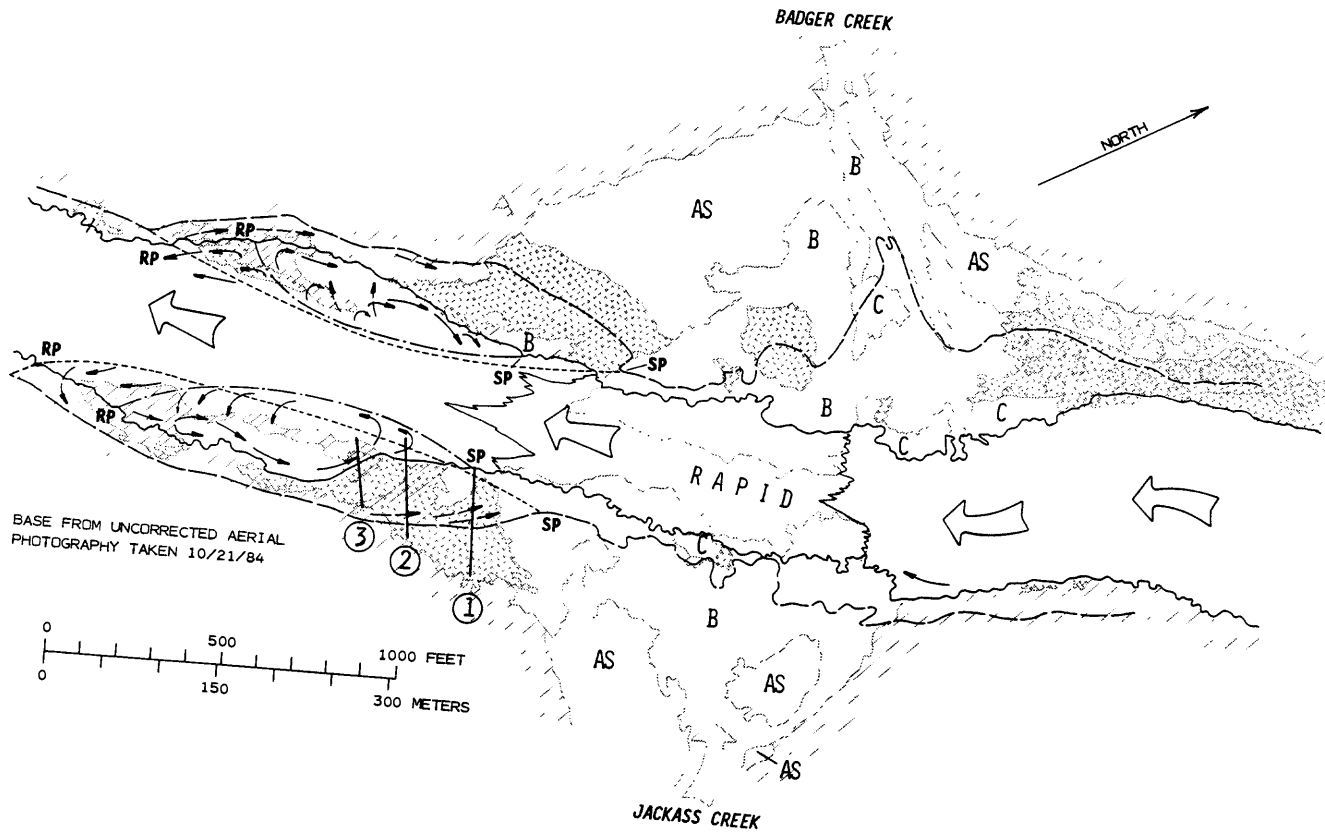 BADGER CREEK
NORTH
B
AS
B
AS
RP
RP
C
B
SP
SP
RP
RP
B
C
C
SP
RAPID
SP
C
B
③
②
①
BASE FROM UNCORRECTED AERIAL
PHOTOGRAPHY TAKEN 10/21/84
0 500 1000 FEET
0 150 300 METERS
AS
AS
AS
JACKASS CREEK